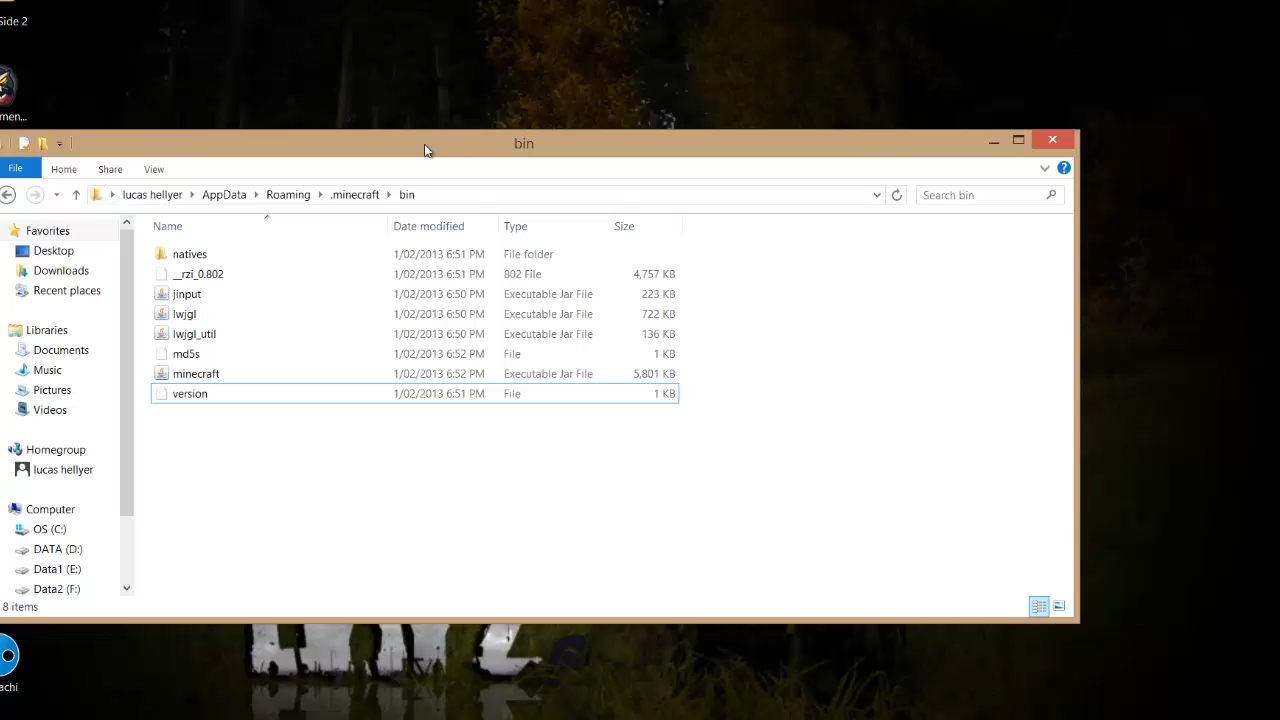 Side 2
men...
bin
File Home Share View
lucas hellyer AppData Roaming .minecraft bin Search bin
Name Date modified Type Size
Favorites
Desktop
Downloads
Recent places
Libraries
Documents
Music
Pictures
Videos
Homegroup
lucas hellyer
Computer
OS (C:)
DATA (D:)
Data1 (E:)
Data2 (F:)
natives 1/02/2013 6:51 PM File folder
__rzi_0.802 1/02/2013 6:51 PM 802 File 4,757 KB
jinput 1/02/2013 6:50 PM Executable Jar File 223 KB
lwjgl 1/02/2013 6:50 PM Executable Jar File 722 KB
lwjgl_util 1/02/2013 6:50 PM Executable Jar File 136 KB
md5s 1/02/2013 6:52 PM File 1 KB
minecraft 1/02/2013 6:52 PM Executable Jar File 5,801 KB
version 1/02/2013 6:51 PM File 1 KB
8 items
achi